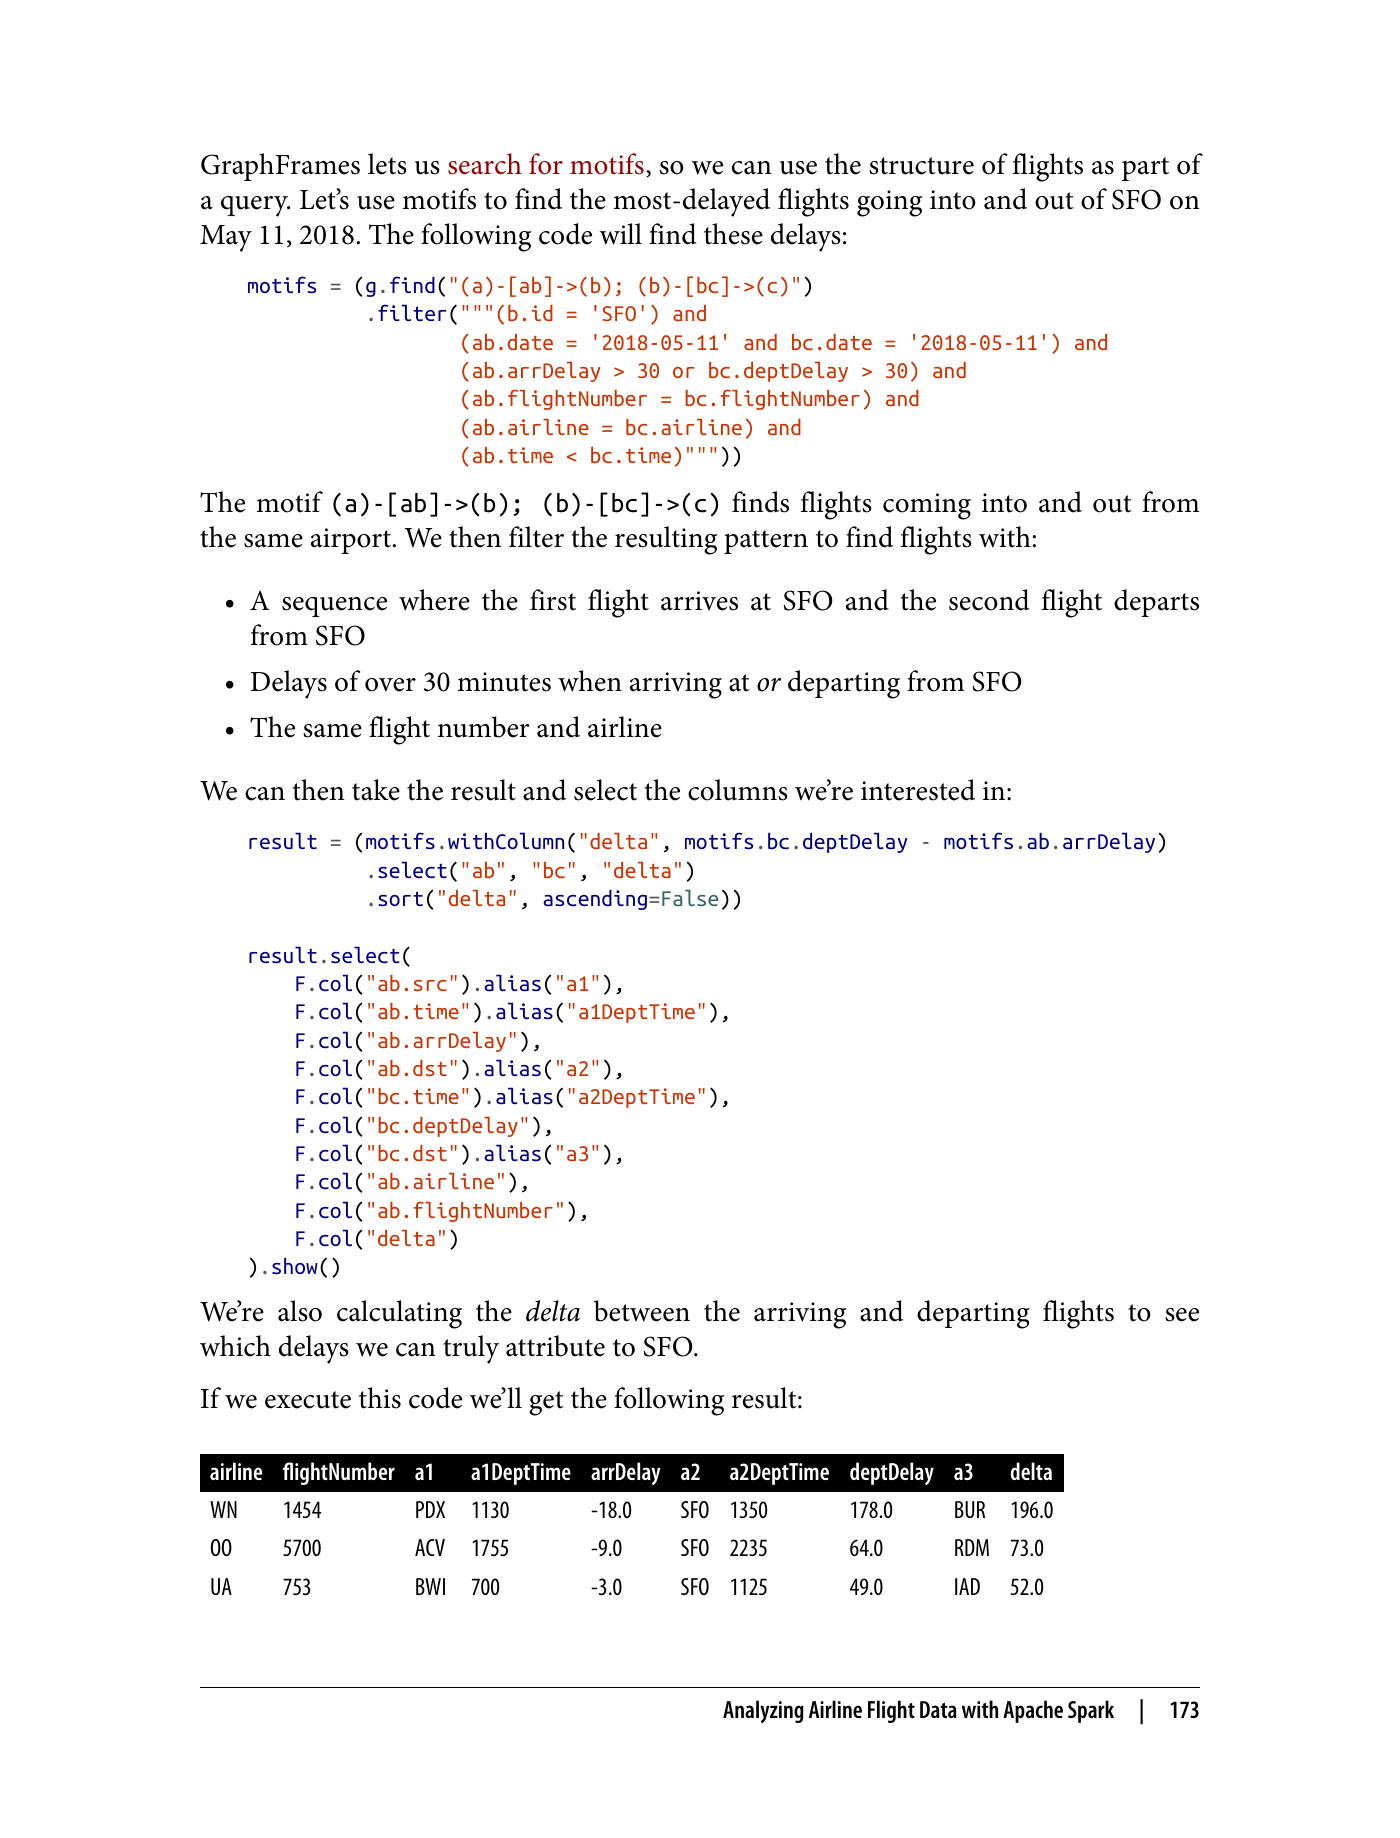 GraphFrames lets us search for motifs, so we can use the structure of flights as part of
a query. Let’s use motifs to find the most-delayed flights going into and out of SFO on
May 11, 2018. The following code will find these delays:
motifs = (g.find("(a)-[ab]->(b); (b)-[bc]->(c)")
          .filter("""(b.id = 'SFO') and
                  (ab.date = '2018-05-11' and bc.date = '2018-05-11') and
                  (ab.arrDelay > 30 or bc.deptDelay > 30) and
                  (ab.flightNumber = bc.flightNumber) and
                  (ab.airline = bc.airline) and
                  (ab.time < bc.time)"""))
The motif (a)-[ab]->(b); (b)-[bc]->(c) finds flights coming into and out from
the same airport. We then filter the resulting pattern to find flights with:
• A sequence where the first flight arrives at SFO and the second flight departs
from SFO
• Delays of over 30 minutes when arriving at or departing from SFO
• The same flight number and airline
We can then take the result and select the columns we’re interested in:
result = (motifs.withColumn("delta", motifs.bc.deptDelay - motifs.ab.arrDelay)
          .select("ab", "bc", "delta")
          .sort("delta", ascending=False))
result.select(
    F.col("ab.src").alias("a1"),
    F.col("ab.time").alias("a1DeptTime"),
    F.col("ab.arrDelay"),
    F.col("ab.dst").alias("a2"),
    F.col("bc.time").alias("a2DeptTime"),
    F.col("bc.deptDelay"),
    F.col("bc.dst").alias("a3"),
    F.col("ab.airline"),
    F.col("ab.flightNumber"),
    F.col("delta")
).show()
We’re also calculating the delta between the arriving and departing flights to see
which delays we can truly attribute to SFO.
If we execute this code we’ll get the following result:
airline flightNumber a1 a1DeptTime arrDelay a2 a2DeptTime deptDelay a3 delta
WN 1454 PDX 1130 -18.0 SFO 1350 178.0 BUR 196.0
OO 5700 ACV 1755 -9.0 SFO 2235 64.0 RDM 73.0
UA 753 BWI 700 -3.0 SFO 1125 49.0 IAD 52.0
Analyzing Airline Flight Data with Apache Spark | 173